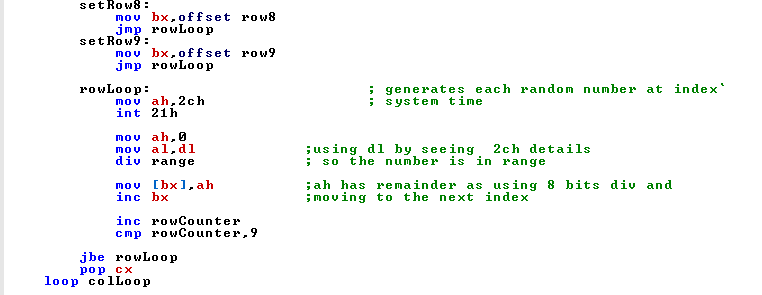 setRow8:
mov bx,offset row8
jmp rowLoop
setRow9:
mov bx,offset row9
jmp rowLoop
rowLoop: ; generates each random number at index`
mov ah,2ch ; system time
int 21h
mov ah,0
mov al,dl ;using dl by seeing 2ch details
div range ; so the number is in range
mov [bx],ah ;ah has remainder as using 8 bits div and
inc bx ;moving to the next index
inc rowCounter
cmp rowCounter,9
jbe rowLoop
pop cx
loop colLoop